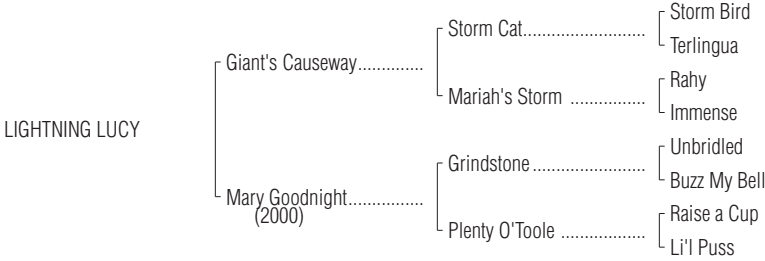 Storm Bird
Storm Cat..........................
Terlingua
Giant's Causeway..............
Rahy
Mariah's Storm ................
Immense
LIGHTNING LUCY
Unbridled
Grindstone........................
Buzz My Bell
Mary Goodnight................
(2000)
Raise a Cup
Plenty O'Toole ..................
Li'l Puss